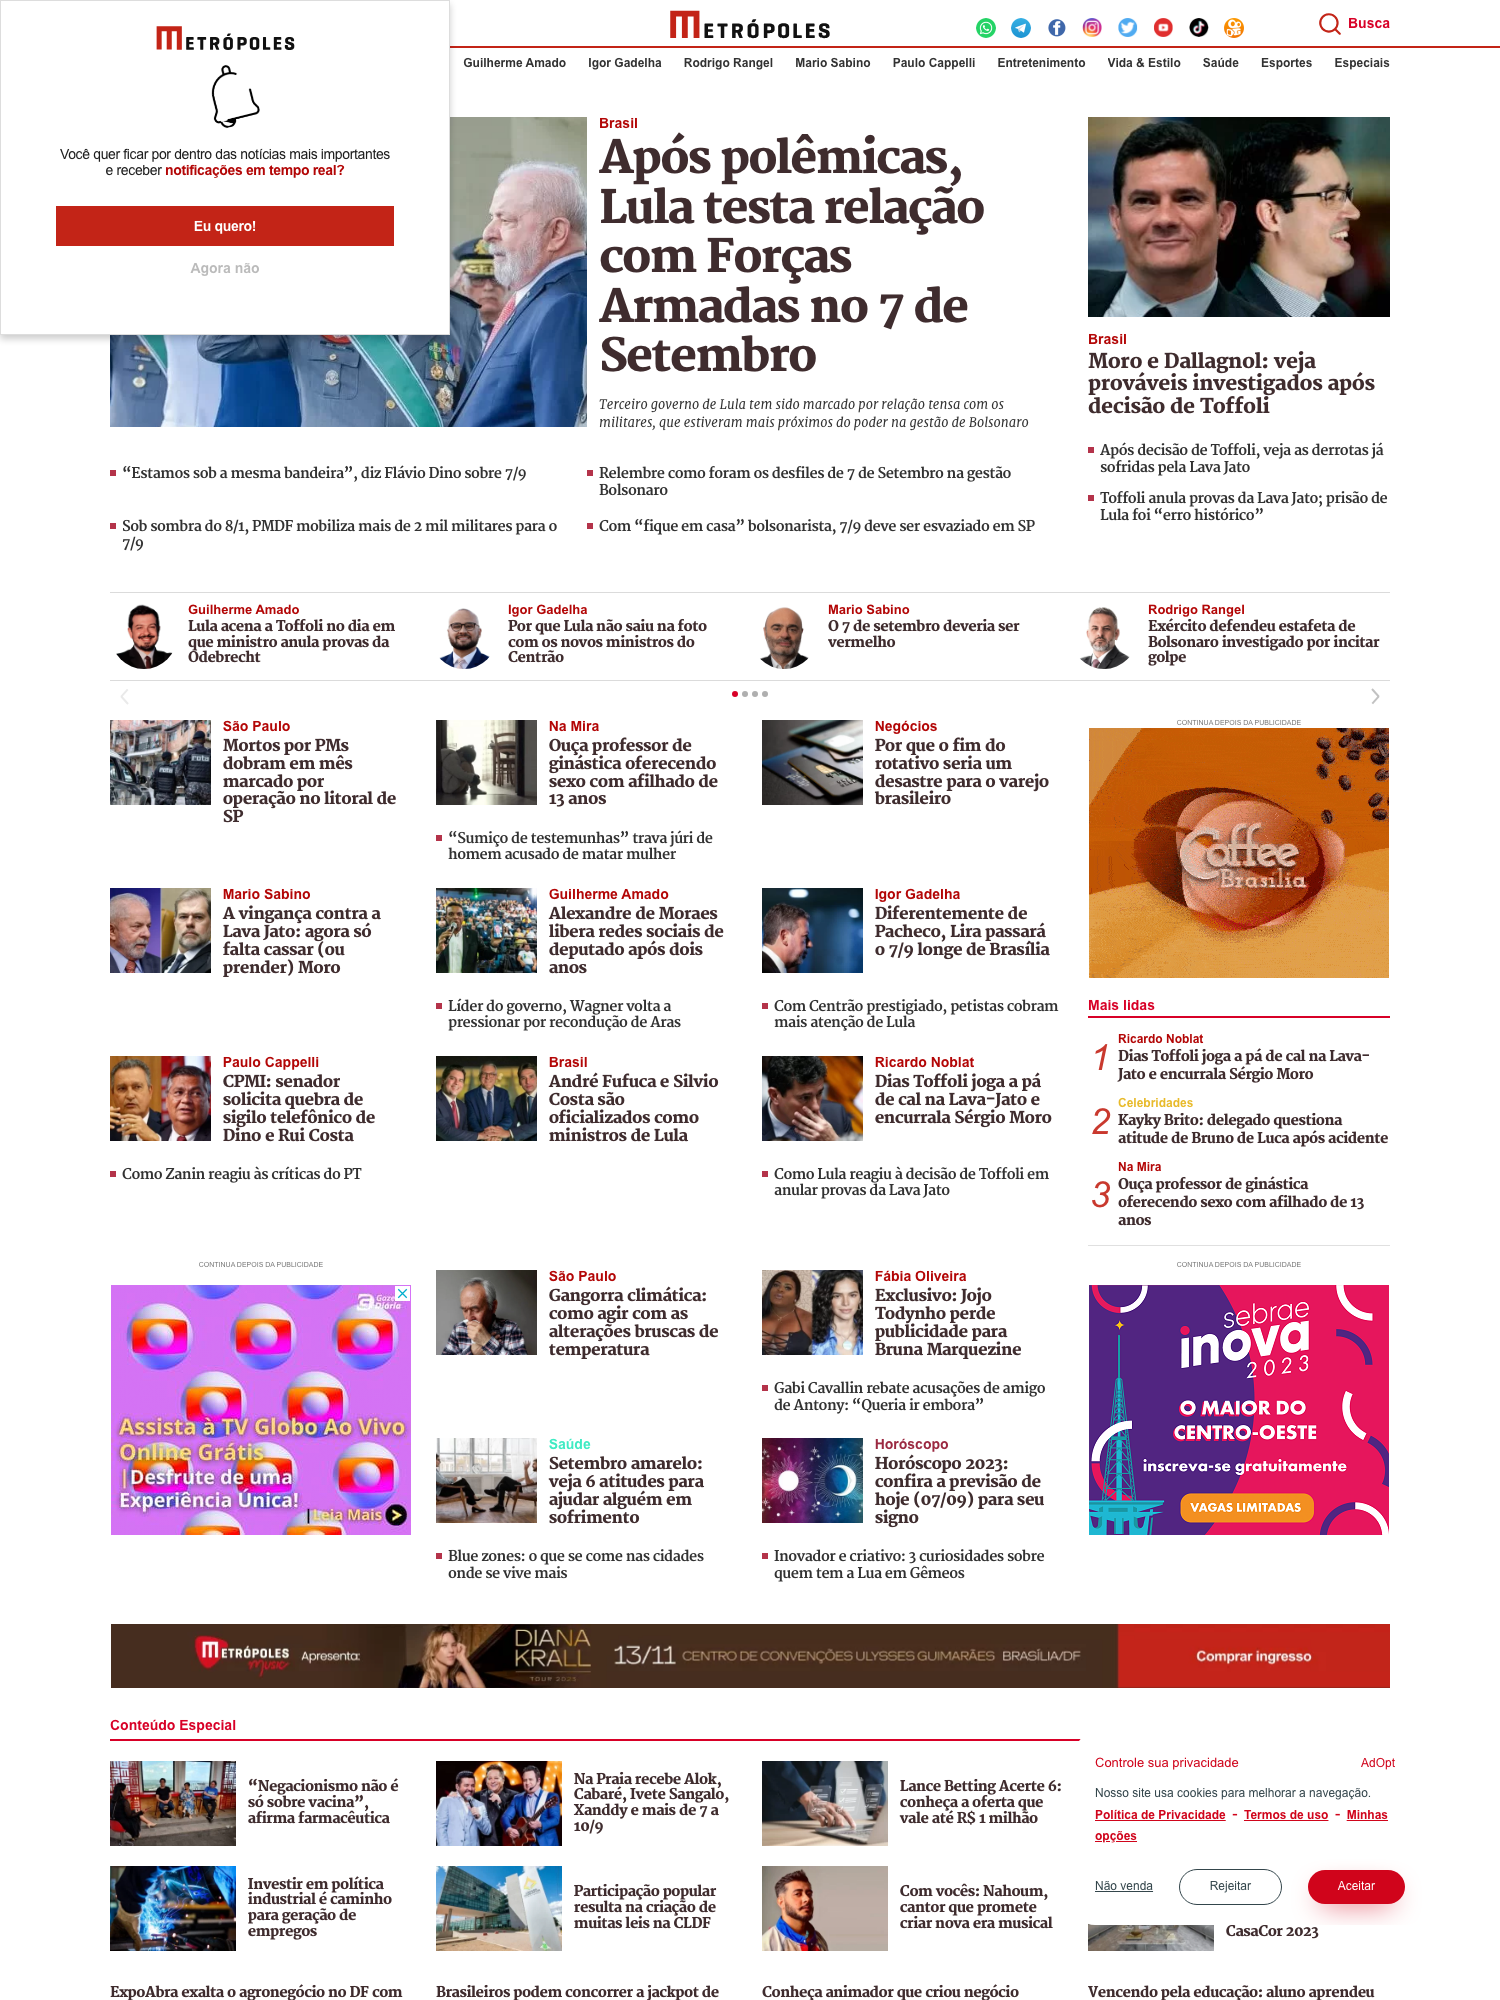 METRÓPOLES
Você quer ficar por dentro das notícias mais importantes
e receber notificações em tempo real?
Eu quero!
Agora não
METRÓPOLES
Busca
Guilherme Amado
Igor Gadelha
Rodrigo Rangel
Mario Sabino
Paulo Cappelli
Entretenimento
Vida & Estilo
Saúde
Esportes
Especiais
Brasil
Após polêmicas,
Lula testa relação
com Forças
Armadas no 7 de
Setembro
Terceiro governo de Lula tem sido marcado por relação tensa com os
militares, que estiveram mais próximos do poder na gestão de Bolsonaro
“Estamos sob a mesma bandeira”, diz Flávio Dino sobre 7/9
Relembre como foram os desfiles de 7 de Setembro na gestão
Bolsonaro
Sob sombra do 8/1, PMDF mobiliza mais de 2 mil militares para o
7/9
Com “fique em casa” bolsonarista, 7/9 deve ser esvaziado em SP
Brasil
Moro e Dallagnol: veja
prováveis investigados após
decisão de Toffoli
Após decisão de Toffoli, veja as derrotas já
sofridas pela Lava Jato
Toffoli anula provas da Lava Jato; prisão de
Lula foi “erro histórico”
Guilherme Amado
Lula acena a Toffoli no dia em
que ministro anula provas da
Odebrecht
Igor Gadelha
Por que Lula não saiu na foto
com os novos ministros do
Centrão
Mario Sabino
O 7 de setembro deveria ser
vermelho
Rodrigo Rangel
Exército defendeu estafeta de
Bolsonaro investigado por incitar
golpe
São Paulo
Mortos por PMs
dobram em mês
marcado por
operação no litoral de
SP
Na Mira
Ouça professor de
ginástica oferecendo
sexo com afilhado de
13 anos
“Sumiço de testemunhas” trava júri de
homem acusado de matar mulher
Negócios
Por que o fim do
rotativo seria um
desastre para o varejo
brasileiro
CONTINUA DEPOIS DA PUBLICIDADE
Coffee
Brasília
Mario Sabino
A vingança contra a
Lava Jato: agora só
falta cassar (ou
prender) Moro
Guilherme Amado
Alexandre de Moraes
libera redes sociais de
deputado após dois
anos
Líder do governo, Wagner volta a
pressionar por recondução de Aras
Igor Gadelha
Diferentemente de
Pacheco, Lira passará
o 7/9 longe de Brasília
Com Centrão prestigiado, petistas cobram
mais atenção de Lula
Paulo Cappelli
CPMI: senador
solicita quebra de
sigilo telefônico de
Dino e Rui Costa
Como Zanin reagiu às críticas do PT
Brasil
André Fufuca e Silvio
Costa são
oficializados como
ministros de Lula
Ricardo Noblat
Dias Toffoli joga a pá
de cal na Lava-Jato e
encurrala Sérgio Moro
Como Lula reagiu à decisão de Toffoli em
anular provas da Lava Jato
Mais lidas
1
Ricardo Noblat
Dias Toffoli joga a pá de cal na Lava-
Jato e encurrala Sérgio Moro
2
Celebridades
Kayky Brito: delegado questiona
atitude de Bruno de Luca após acidente
3
Na Mira
Ouça professor de ginástica
oferecendo sexo com afilhado de 13
anos
CONTINUA DEPOIS DA PUBLICIDADE
Gazeta
Diária
Assista à TV Globo Ao Vivo
Online Grátis
|Desfrute de uma
Experiência Única!
|Leia Mais
São Paulo
Gangorra climática:
como agir com as
alterações bruscas de
temperatura
Fábia Oliveira
Exclusivo: Jojo
Todynho perde
publicidade para
Bruna Marquezine
Gabi Cavallin rebate acusações de amigo
de Antony: “Queria ir embora”
Saúde
Setembro amarelo:
veja 6 atitudes para
ajudar alguém em
sofrimento
Blue zones: o que se come nas cidades
onde se vive mais
Horóscopo
Horóscopo 2023:
confira a previsão de
hoje (07/09) para seu
signo
Inovador e criativo: 3 curiosidades sobre
quem tem a Lua em Gêmeos
CONTINUA DEPOIS DA PUBLICIDADE
sebrae
inova
2023
O MAIOR DO
CENTRO-OESTE
inscreva-se gratuitamente
VAGAS LIMITADAS
METRÓPOLES
music
Apresenta:
DIANA
KRALL
TOUR 2023
13/11 CENTRO DE CONVENÇÕES ULYSSES GUIMARÃES BRASÍLIA/DF
Comprar ingresso
Conteúdo Especial
“Negacionismo não é
só sobre vacina”,
afirma farmacêutica
Na Praia recebe Alok,
Cabaré, Ivete Sangalo,
Xanddy e mais de 7 a
10/9
Lance Betting Acerte 6:
conheça a oferta que
vale até R$ 1 milhão
Controle sua privacidade
AdOpt
Nosso site usa cookies para melhorar a navegação.
Política de Privacidade - Termos de uso - Minhas
opções
Não venda
Rejeitar
Aceitar
Investir em política
industrial é caminho
para geração de
empregos
Participação popular
resulta na criação de
muitas leis na CLDF
Com vocês: Nahoum,
cantor que promete
criar nova era musical
CasaCor 2023
ExpoAbra exalta o agronegócio no DF com
Brasileiros podem concorrer a jackpot de
Conheça animador que criou negócio
Vencendo pela educação: aluno aprendeu